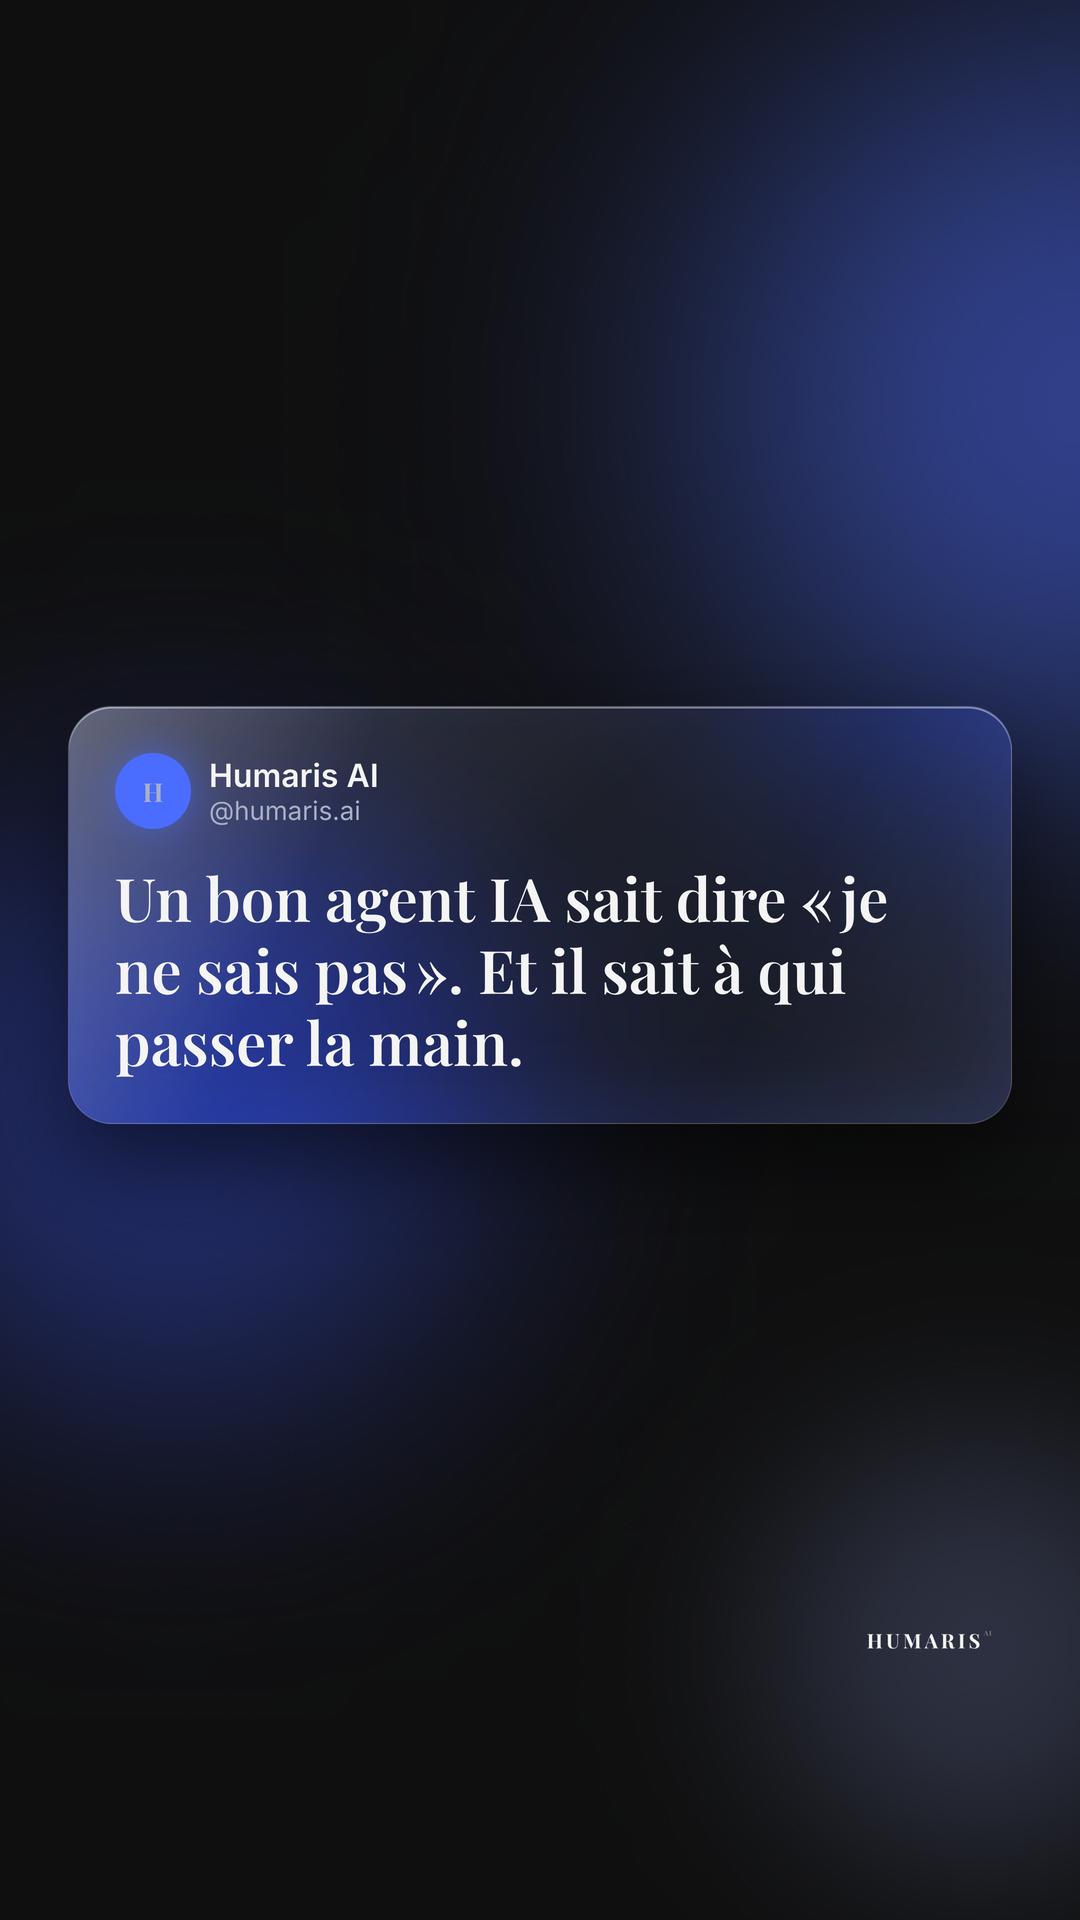 H
Humaris AI
@humaris.ai
Un bon agent IA sait dire « je
ne sais pas ». Et il sait à qui
passer la main.
HUMARIS AI